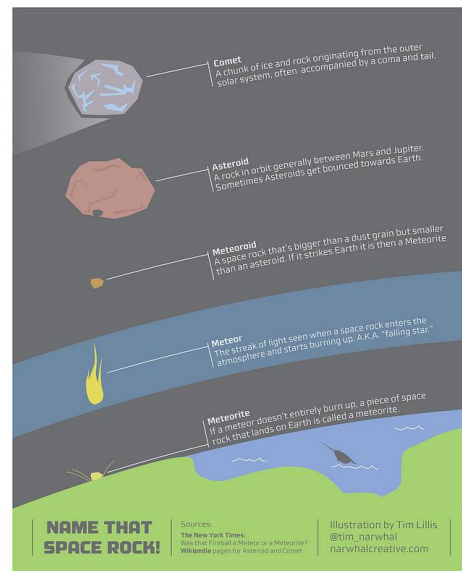 Comet
A chunk of ice and rock originating from the outer
solar system, often accompanied by a coma and tail.
Asteroid
A rock in orbit generally between Mars and Jupiter.
Sometimes Asteroids get bounced towards Earth.
Meteoroid
A space rock that's bigger than a dust grain but smaller
than an asteroid. If it strikes Earth it is then a Meteorite
Meteor
The streak of light seen when a space rock enters the
atmosphere and starts burning up. A.K.A. "falling star."
Meteorite
If a meteor doesn't entirely burn up, a piece of space
rock that lands on Earth is called a meteorite.
NAME THAT
SPACE ROCK!
Sources:
The New York Times:
Was that Fireball a Meteor or a Meteorite?
Wikipedia pages for Asteroid and Comet
Illustration by Tim Lillis
@tim_narwhal
narwhalcreative.com